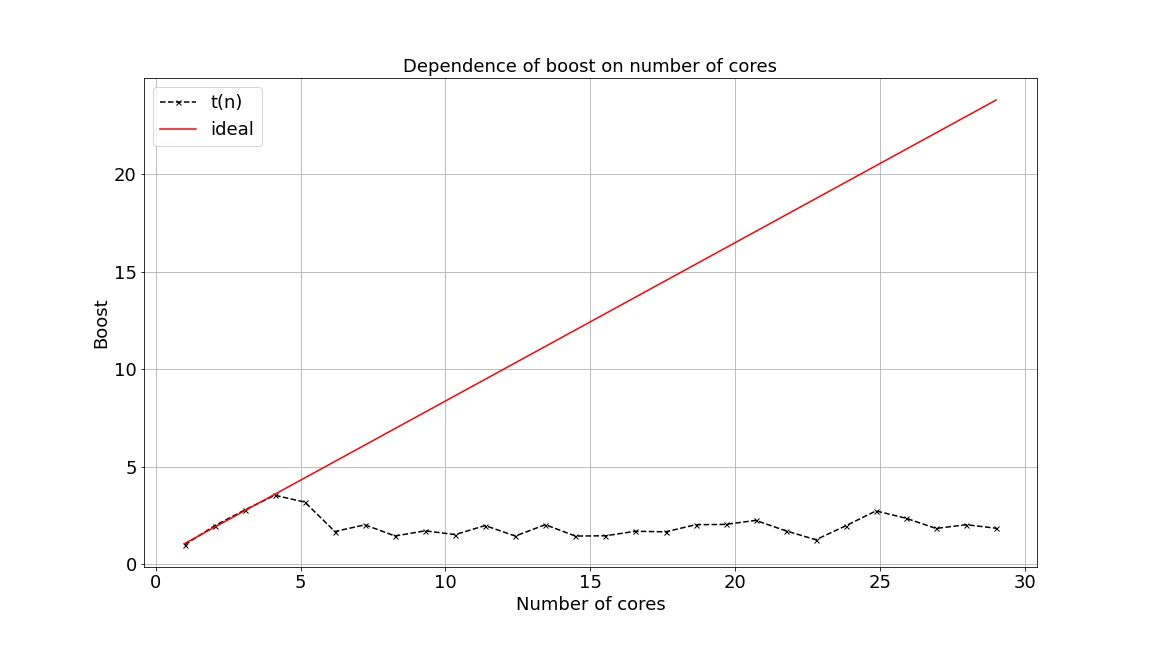 Dependence of boost on number of cores
t(n)
ideal
Boost
20
15
10
5
0
0 5 10 15 20 25 30
Number of cores